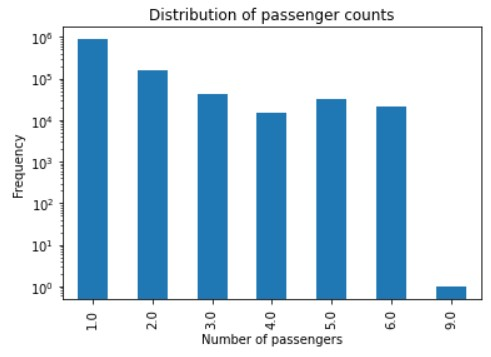 Distribution of passenger counts
10⁶
10⁵
10⁴
10³
10²
10¹
10⁰
Frequency
1.0 2.0 3.0 4.0 5.0 6.0 9.0
Number of passengers